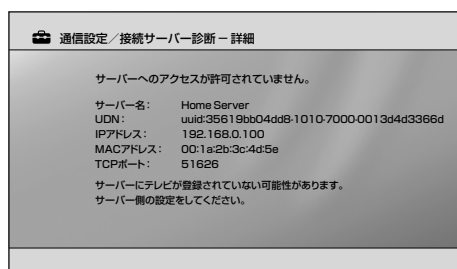 通信設定／接続サーバー診断－詳細
サーバーへのアクセスが許可されていません。
サーバー名： Home Server
UDN： uuid:35619bb04dd8-1010-7000-0013d4d3366d
IPアドレス： 192.168.0.100
MACアドレス： 00:1a:2b:3c:4d:5e
TCPポート： 51626
サーバーにテレビが登録されていない可能性があります。
サーバー側の設定をしてください。